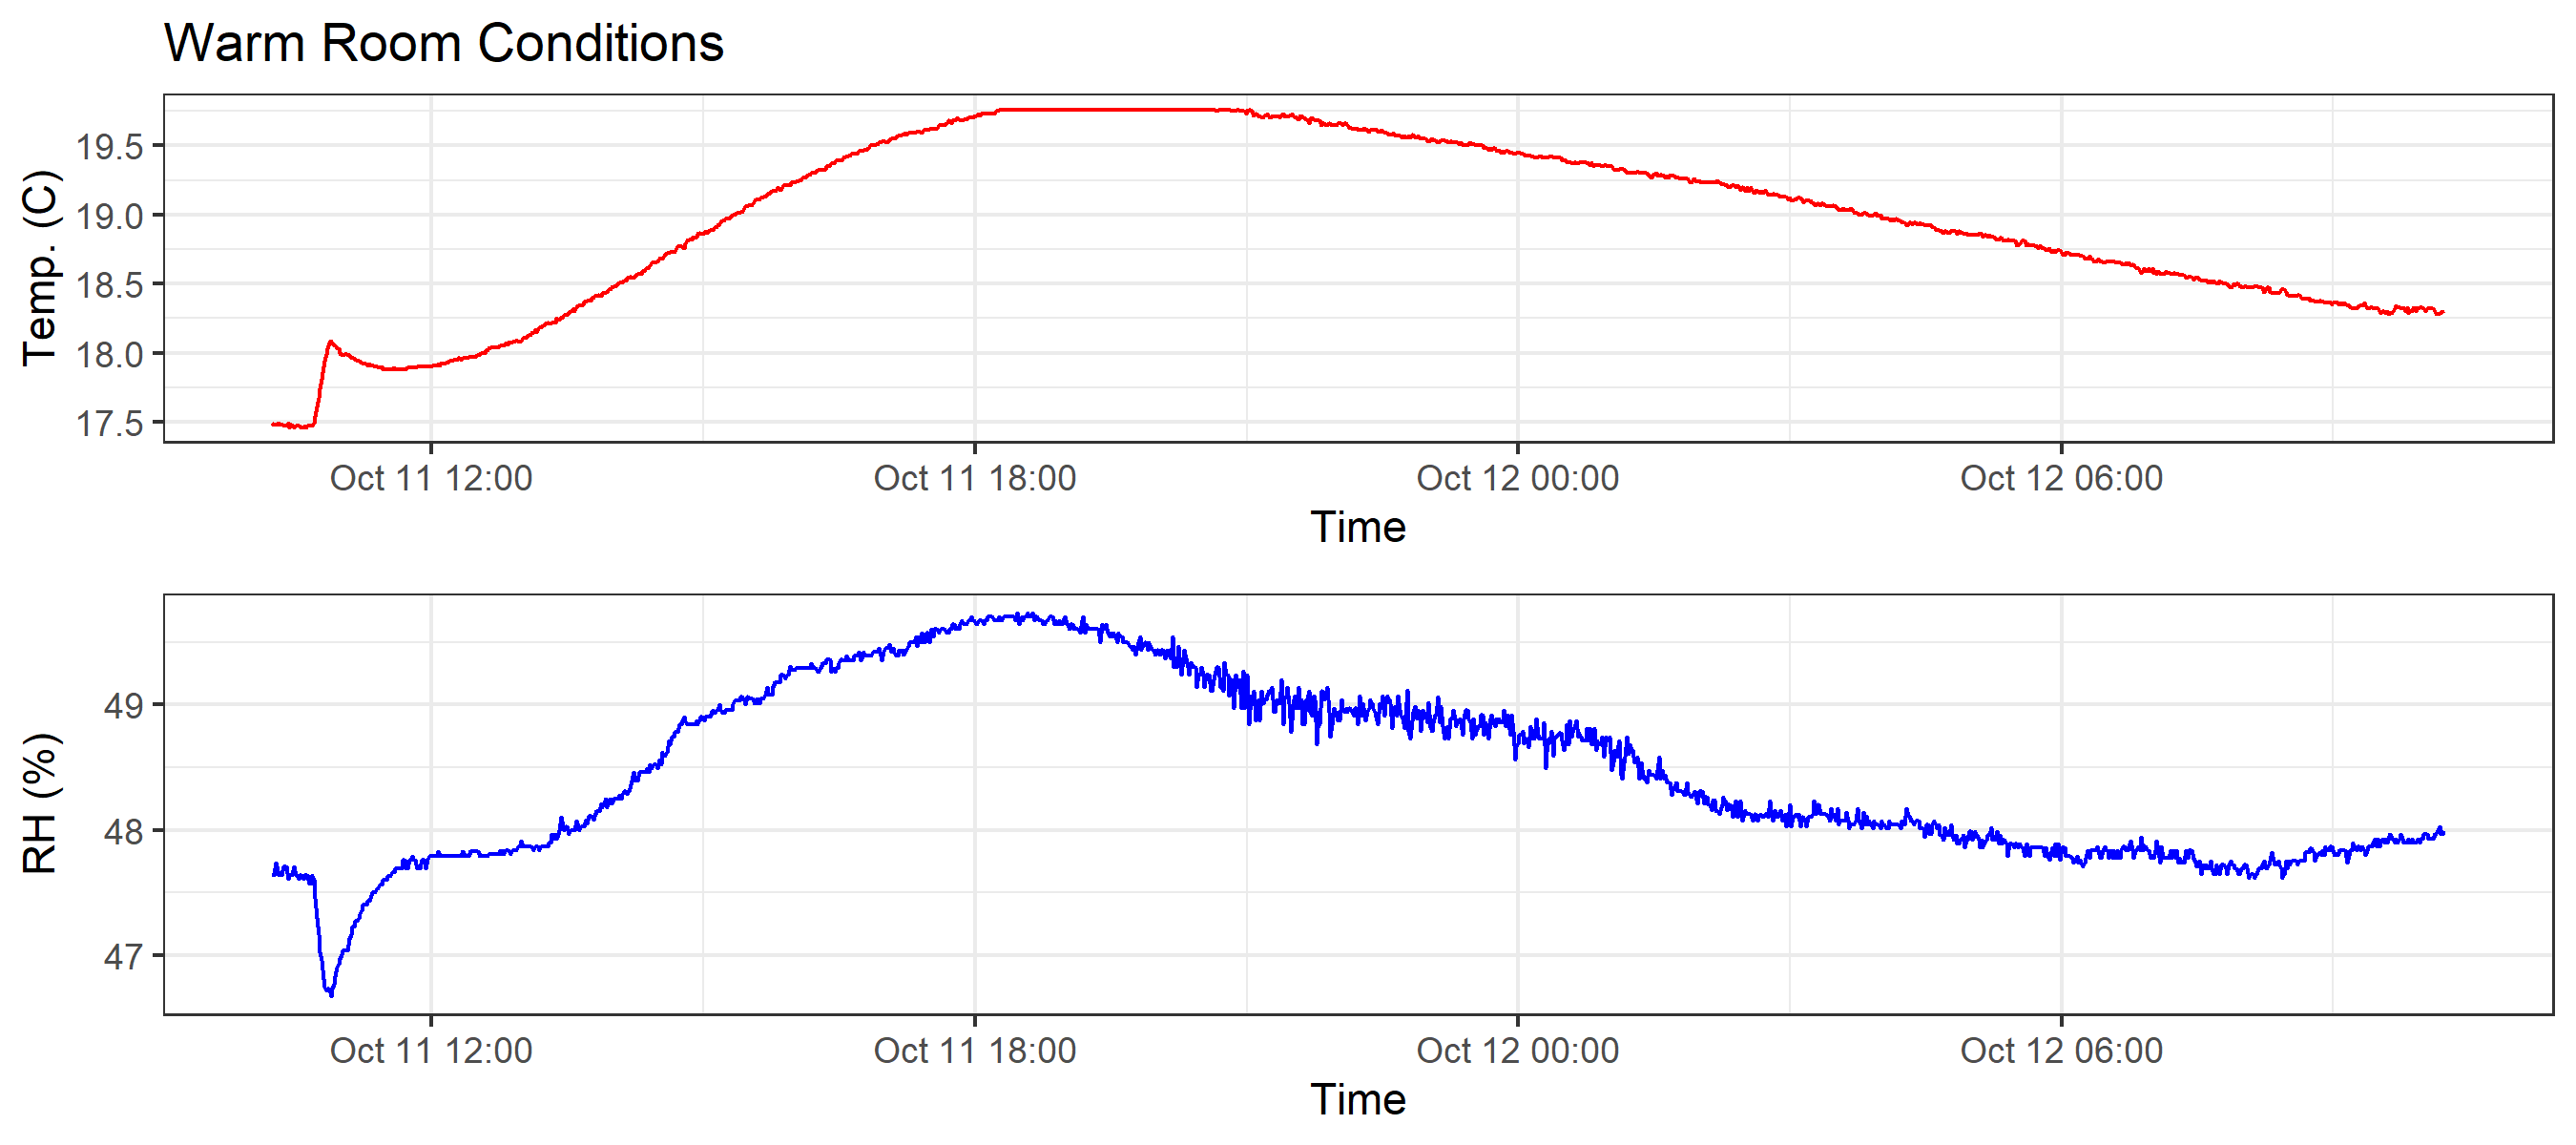 Warm Room Conditions
Temp. (C)
19.5
19.0
18.5
18.0
17.5
Oct 11 12:00 Oct 11 18:00 Oct 12 00:00 Oct 12 06:00
Time
RH (%)
49
48
47
Oct 11 12:00 Oct 11 18:00 Oct 12 00:00 Oct 12 06:00
Time